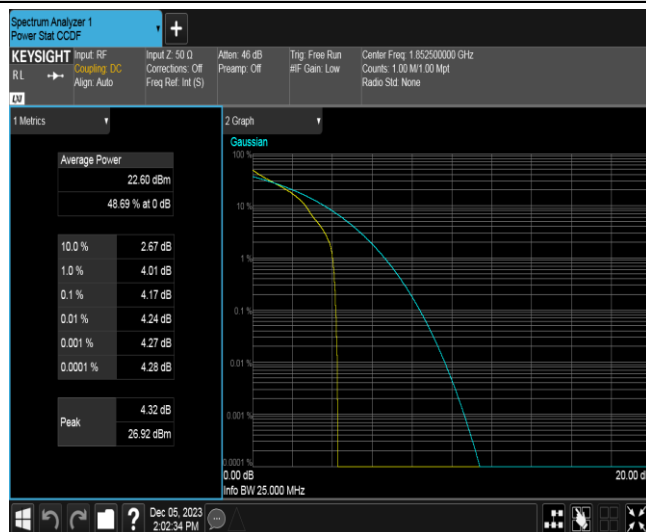 Spectrum Analyzer 1
Power Stat CCDF
+
KEYSIGHT
RL
LXI
Input: RF
Coupling: DC
Align: Auto
Input Z: 50 Ω
Corrections: Off
Freq Ref: Int (S)
Atten: 46 dB
Preamp: Off
Trig: Free Run
#IF Gain: Low
Center Freq: 1.852500000 GHz
Counts: 1.00 M/1.00 Mpt
Radio Std: None
1 Metrics
Average Power
22.60 dBm
48.69 % at 0 dB
10.0 % 2.67 dB
1.0 % 4.01 dB
0.1 % 4.17 dB
0.01 % 4.24 dB
0.001 % 4.27 dB
0.0001 % 4.28 dB
Peak
4.32 dB
26.92 dBm
2 Graph
Gaussian
100 %
10 %
1 %
0.1 %
0.01 %
0.001 %
0.0001 %
0.00 dB
20.00 d
Info BW 25.000 MHz
?
Dec 05, 2023
2:02:34 PM